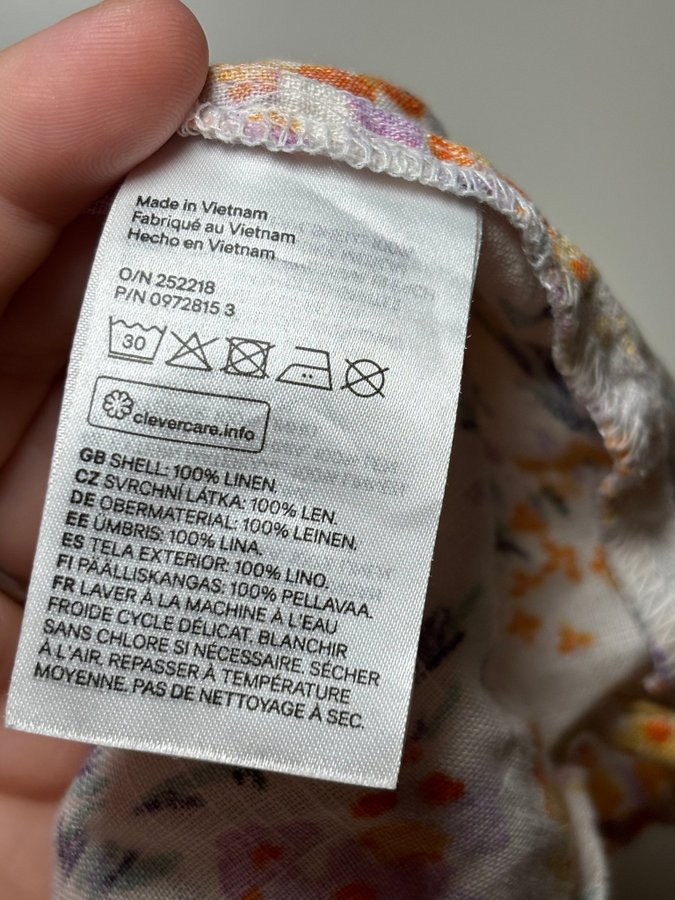 Made in Vietnam
Fabriqué au Vietnam
Hecho en Vietnam
O/N 252218
P/N 0972815 3
30
clevercare.info
GB SHELL: 100% LINEN.
CZ SVRCHNÍ LÁTKA: 100% LEN.
DE OBERMATERIAL: 100% LEINEN.
EE ÜMBRIS: 100% LINA.
ES TELA EXTERIOR: 100% LINO.
FI PÄÄLLISKANGAS: 100% PELLAVAA.
FR LAVER À LA MACHINE À L'EAU
FROIDE CYCLE DÉLICAT. BLANCHIR
SANS CHLORE SI NECESSAIRE. SÉCHER
À L'AIR. REPASSER À TEMPÉRATURE
MOYENNE. PAS DE NETTOYAGE À SEC.